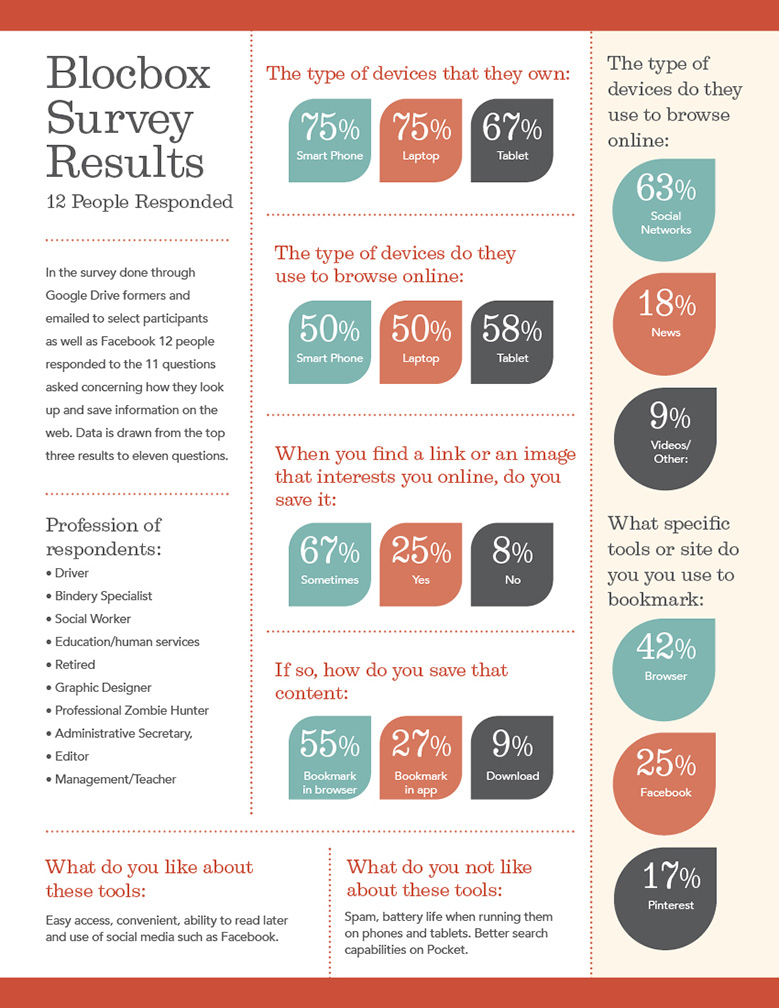 Blocbox
Survey
Results
12 People Responded
In the survey done through
Google Drive formers and
emailed to select participants
as well as Facebook 12 people
responded to the 11 questions
asked concerning how they look
up and save information on the
web. Data is drawn from the top
three results to eleven questions.
Profession of
respondents:
• Driver
• Bindery Specialist
• Social Worker
• Education/human services
• Retired
• Graphic Designer
• Professional Zombie Hunter
• Administrative Secretary,
• Editor
• Management/Teacher
The type of devices that they own:
75%
Smart Phone
75%
Laptop
67%
Tablet
The type of devices do they
use to browse online:
50%
Smart Phone
50%
Laptop
58%
Tablet
When you find a link or an image
that interests you online, do you
save it:
67%
Sometimes
25%
Yes
8%
No
If so, how do you save that
content:
55%
Bookmark
in browser
27%
Bookmark
in app
9%
Download
What do you like about
these tools:
Easy access, convenient, ability to read later
and use of social media such as Facebook.
What do you not like
about these tools:
Spam, battery life when running them
on phones and tablets. Better search
capabilities on Pocket.
The type of
devices do they
use to browse
online:
63%
Social
Networks
18%
News
9%
Videos/
Other:
What specific
tools or site do
you you use to
bookmark:
42%
Browser
25%
Facebook
17%
Pinterest